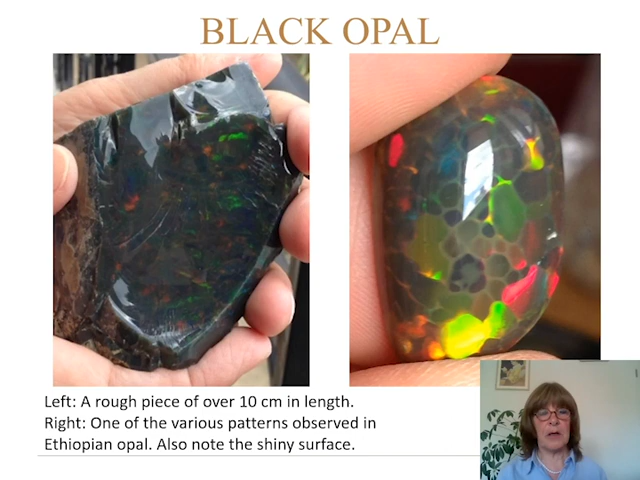 BLACK OPAL
Left: A rough piece of over 10 cm in length.
Right: One of the various patterns observed in
Ethiopian opal. Also note the shiny surface.